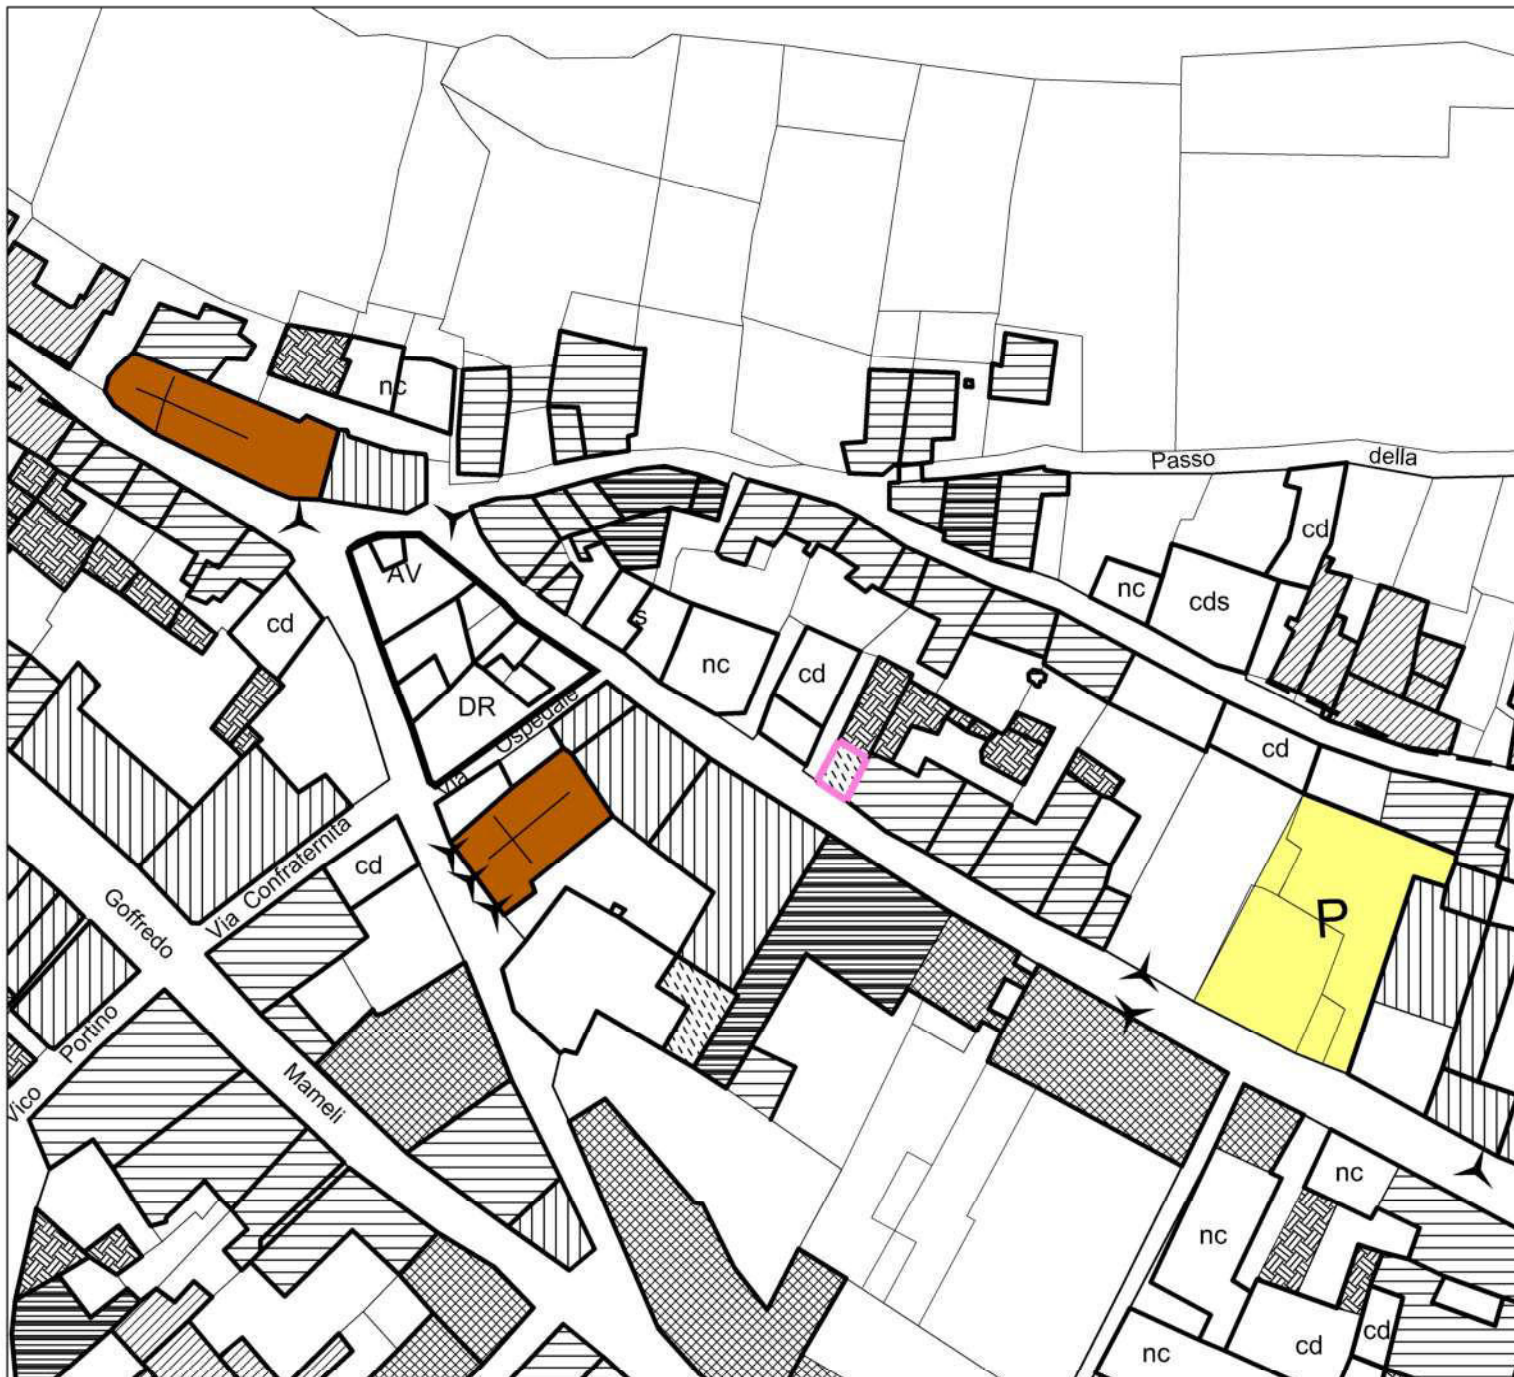 nc
Passo della
cd
AV
nc
cds
cd
s
nc
cd
DR
Via Ospedale
cd
Via Confraternita
cd
P
Goffredo
Mameli
Vico Portino
nc
nc
cd
cd
nc